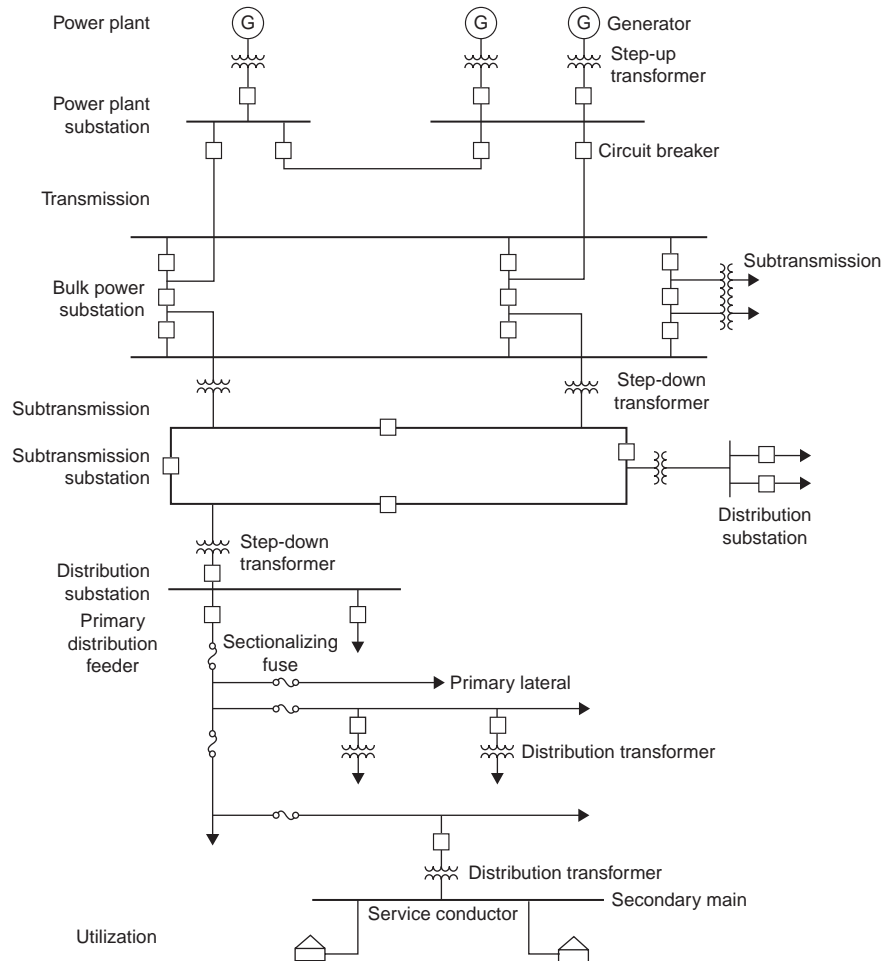 Power plant
G
G
G
Generator
Step-up
transformer
Power plant
substation
Circuit breaker
Transmission
Bulk power
substation
Subtransmission
Step-down
transformer
Subtransmission
Subtransmission
substation
Distribution
substation
Step-down
transformer
Distribution
substation
Primary
distribution
feeder
Sectionalizing
fuse
Primary lateral
Distribution transformer
Distribution transformer
Secondary main
Service conductor
Utilization